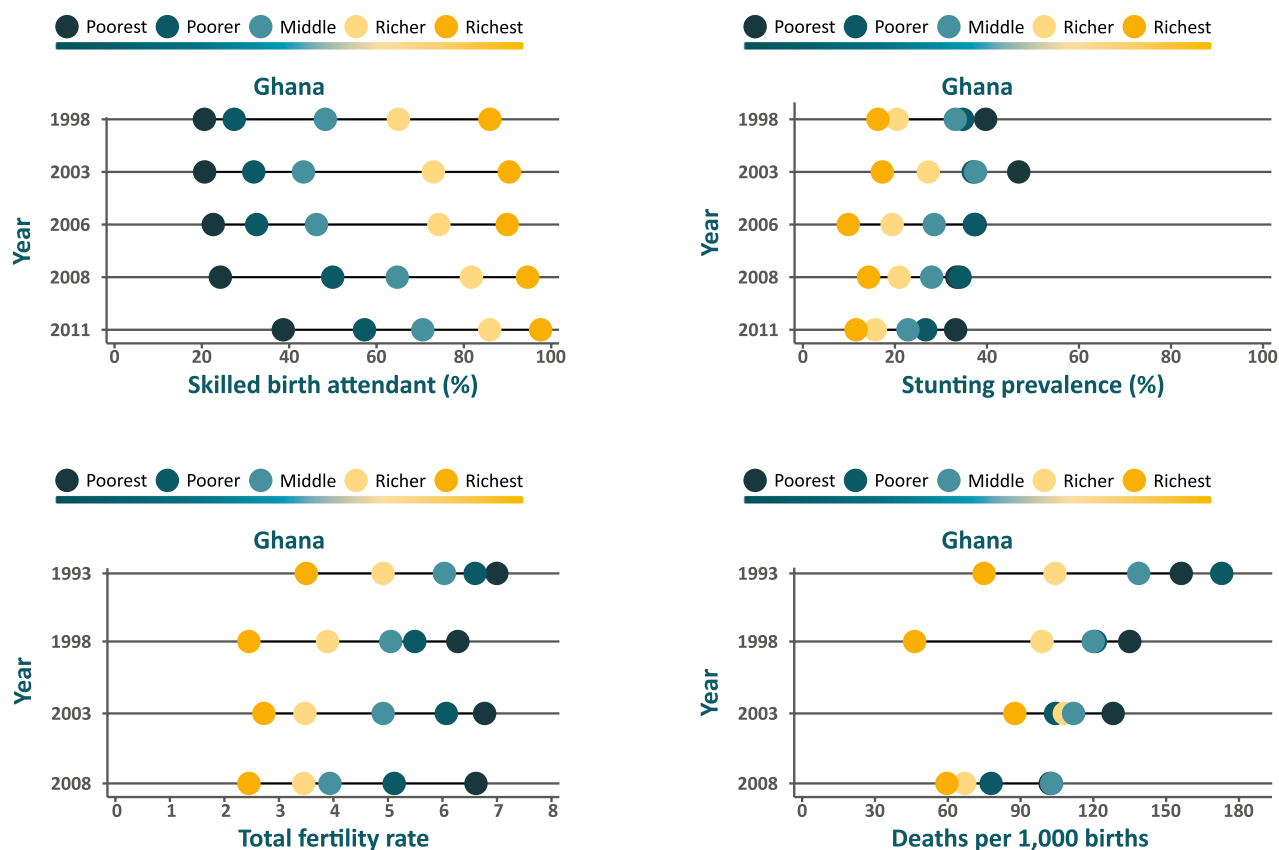 Poorest Poorer Middle Richer Richest
Ghana
1998
2003
2006
2008
2011
Year
0 20 40 60 80 100
Skilled birth attendant (%)
Poorest Poorer Middle Richer Richest
Ghana
1998
2003
2006
2008
2011
Year
0 20 40 60 80 100
Stunting prevalence (%)
Poorest Poorer Middle Richer Richest
Ghana
1993
1998
2003
2008
Year
0 1 2 3 4 5 6 7 8
Total fertility rate
Poorest Poorer Middle Richer Richest
Ghana
1993
1998
2003
2008
Year
0 30 60 90 120 150 180
Deaths per 1,000 births